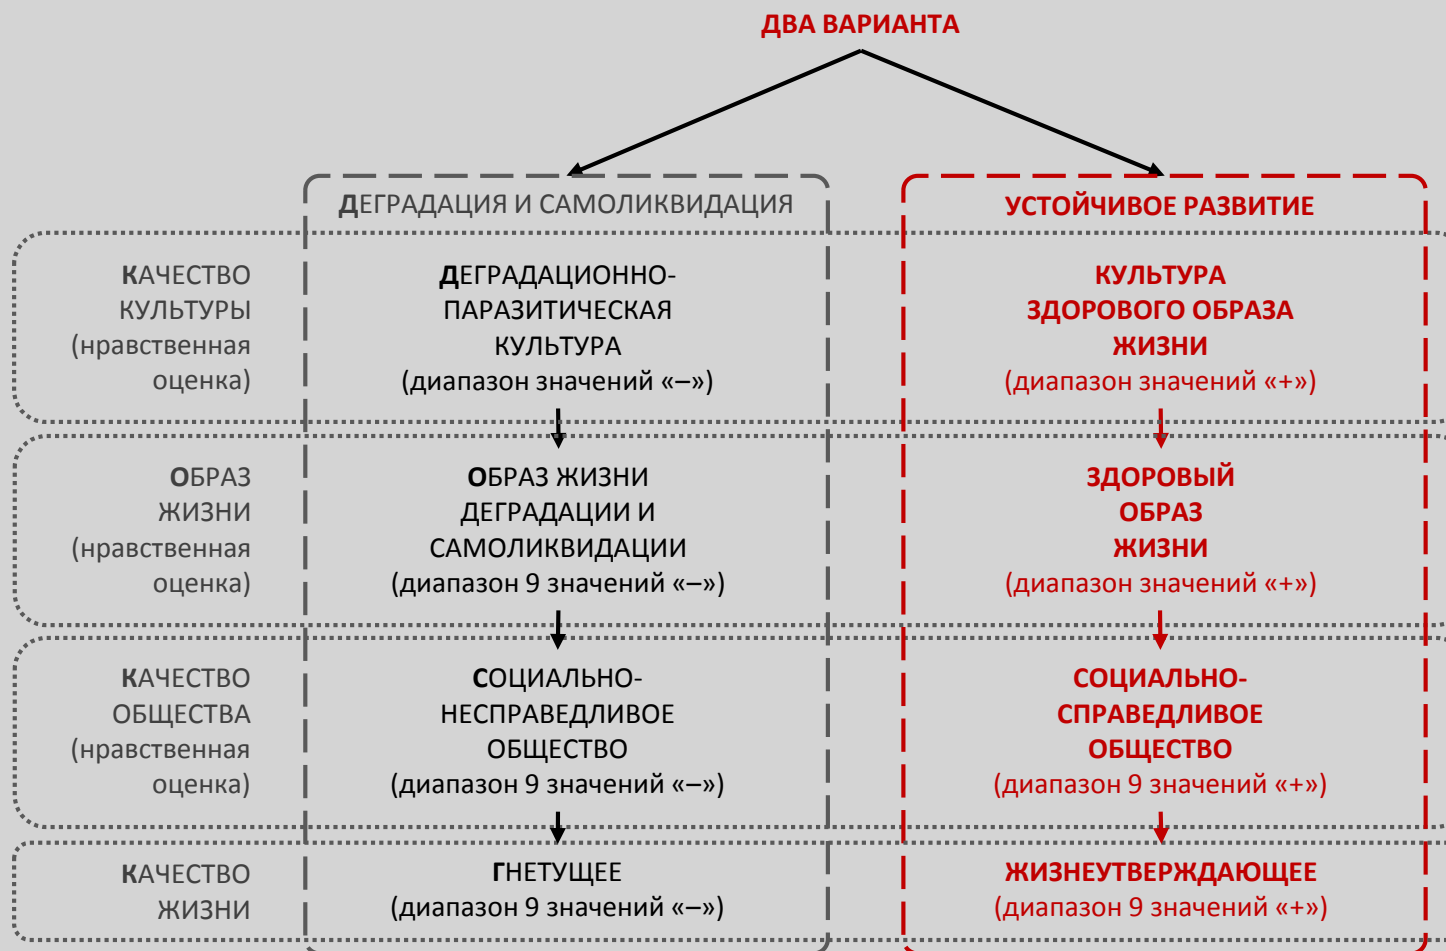 ДВА ВАРИАНТА
ДЕГРАДАЦИЯ И САМОЛИКВИДАЦИЯ
УСТОЙЧИВОЕ РАЗВИТИЕ
КАЧЕСТВО
КУЛЬТУРЫ
(нравственная
оценка)
ДЕГРАДАЦИОННО-
ПАРАЗИТИЧЕСКАЯ
КУЛЬТУРА
(диапазон значений «–»)
КУЛЬТУРА
ЗДОРОВОГО ОБРАЗА
ЖИЗНИ
(диапазон значений «+»)
ОБРАЗ
ЖИЗНИ
(нравственная
оценка)
ОБРАЗ ЖИЗНИ
ДЕГРАДАЦИИ И
САМОЛИКВИДАЦИИ
(диапазон 9 значений «–»)
ЗДОРОВЫЙ
ОБРАЗ
ЖИЗНИ
(диапазон значений «+»)
КАЧЕСТВО
ОБЩЕСТВА
(нравственная
оценка)
СОЦИАЛЬНО-
НЕСПРАВЕДЛИВОЕ
ОБЩЕСТВО
(диапазон 9 значений «–»)
СОЦИАЛЬНО-
СПРАВЕДЛИВОЕ
ОБЩЕСТВО
(диапазон 9 значений «+»)
КАЧЕСТВО
ЖИЗНИ
ГНЕТУЩЕЕ
(диапазон 9 значений «–»)
ЖИЗНЕУТВЕРЖДАЮЩЕЕ
(диапазон 9 значений «+»)